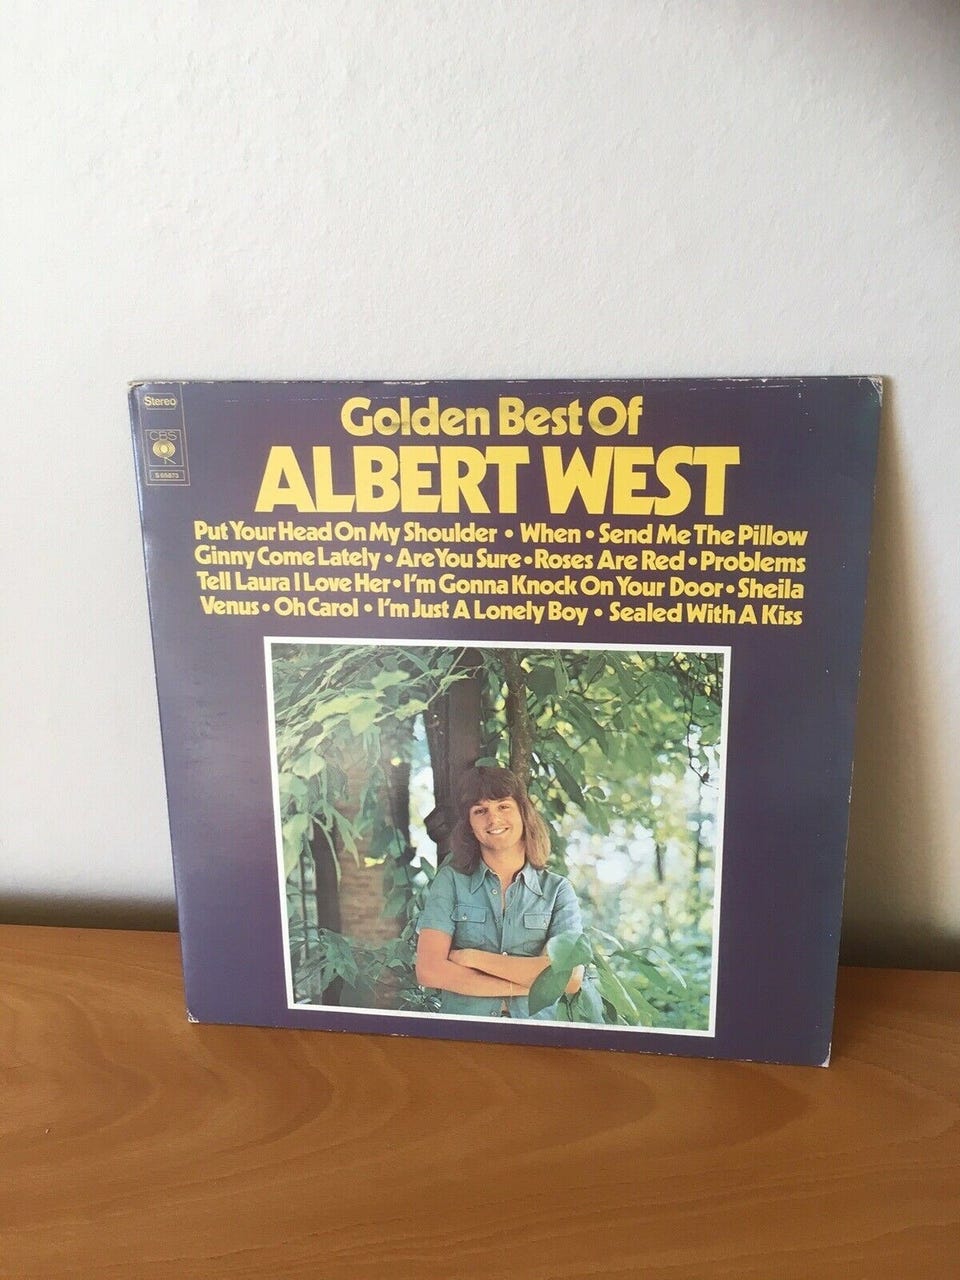 Stereo
CBS
S 65873
Golden Best Of
ALBERT WEST
Put Your Head On My Shoulder • When • Send Me The Pillow
Ginny Come Lately • Are You Sure • Roses Are Red • Problems
Tell Laura I Love Her • I'm Gonna Knock On Your Door • Sheila
Venus • Oh Carol • I'm Just A Lonely Boy • Sealed With A Kiss